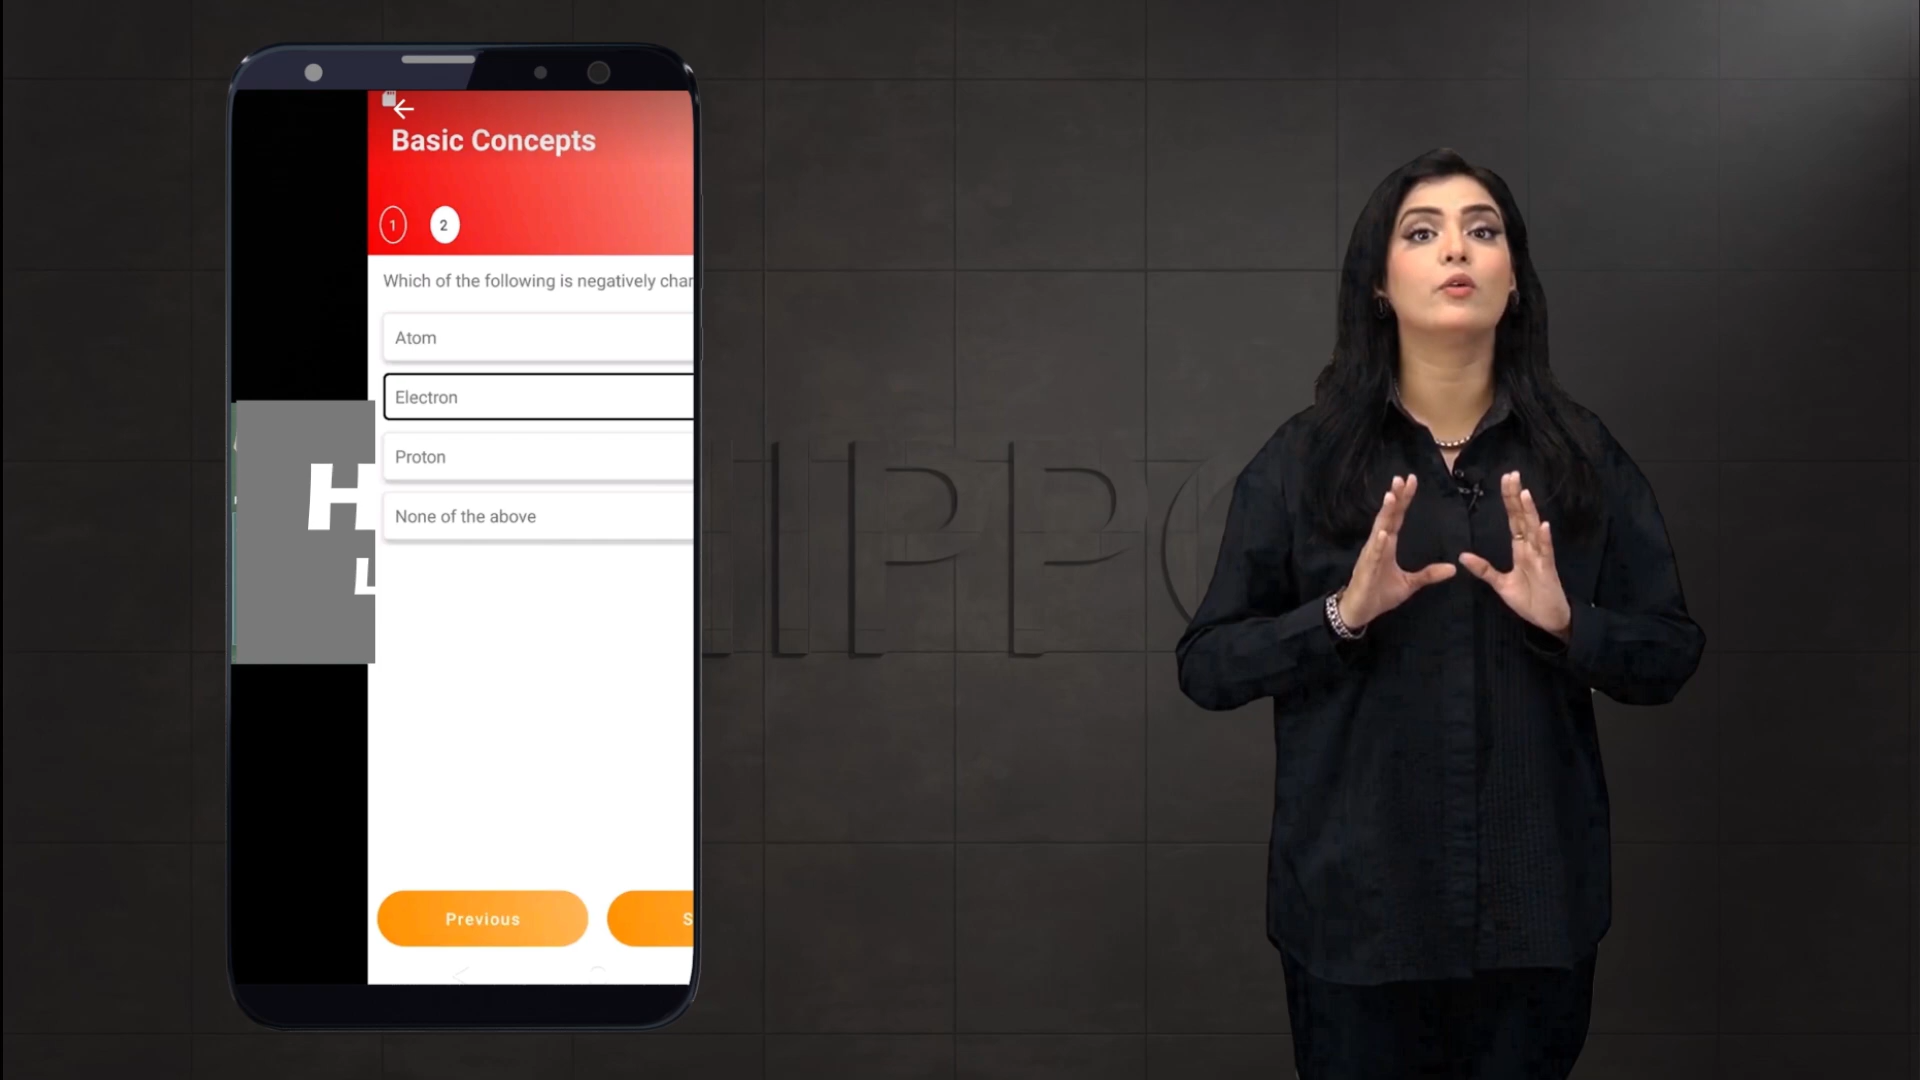 Basic Concepts
1 2
Which of the following is negatively char
Atom
Electron
Proton
None of the above
H
L
Previous
S
HIPPO